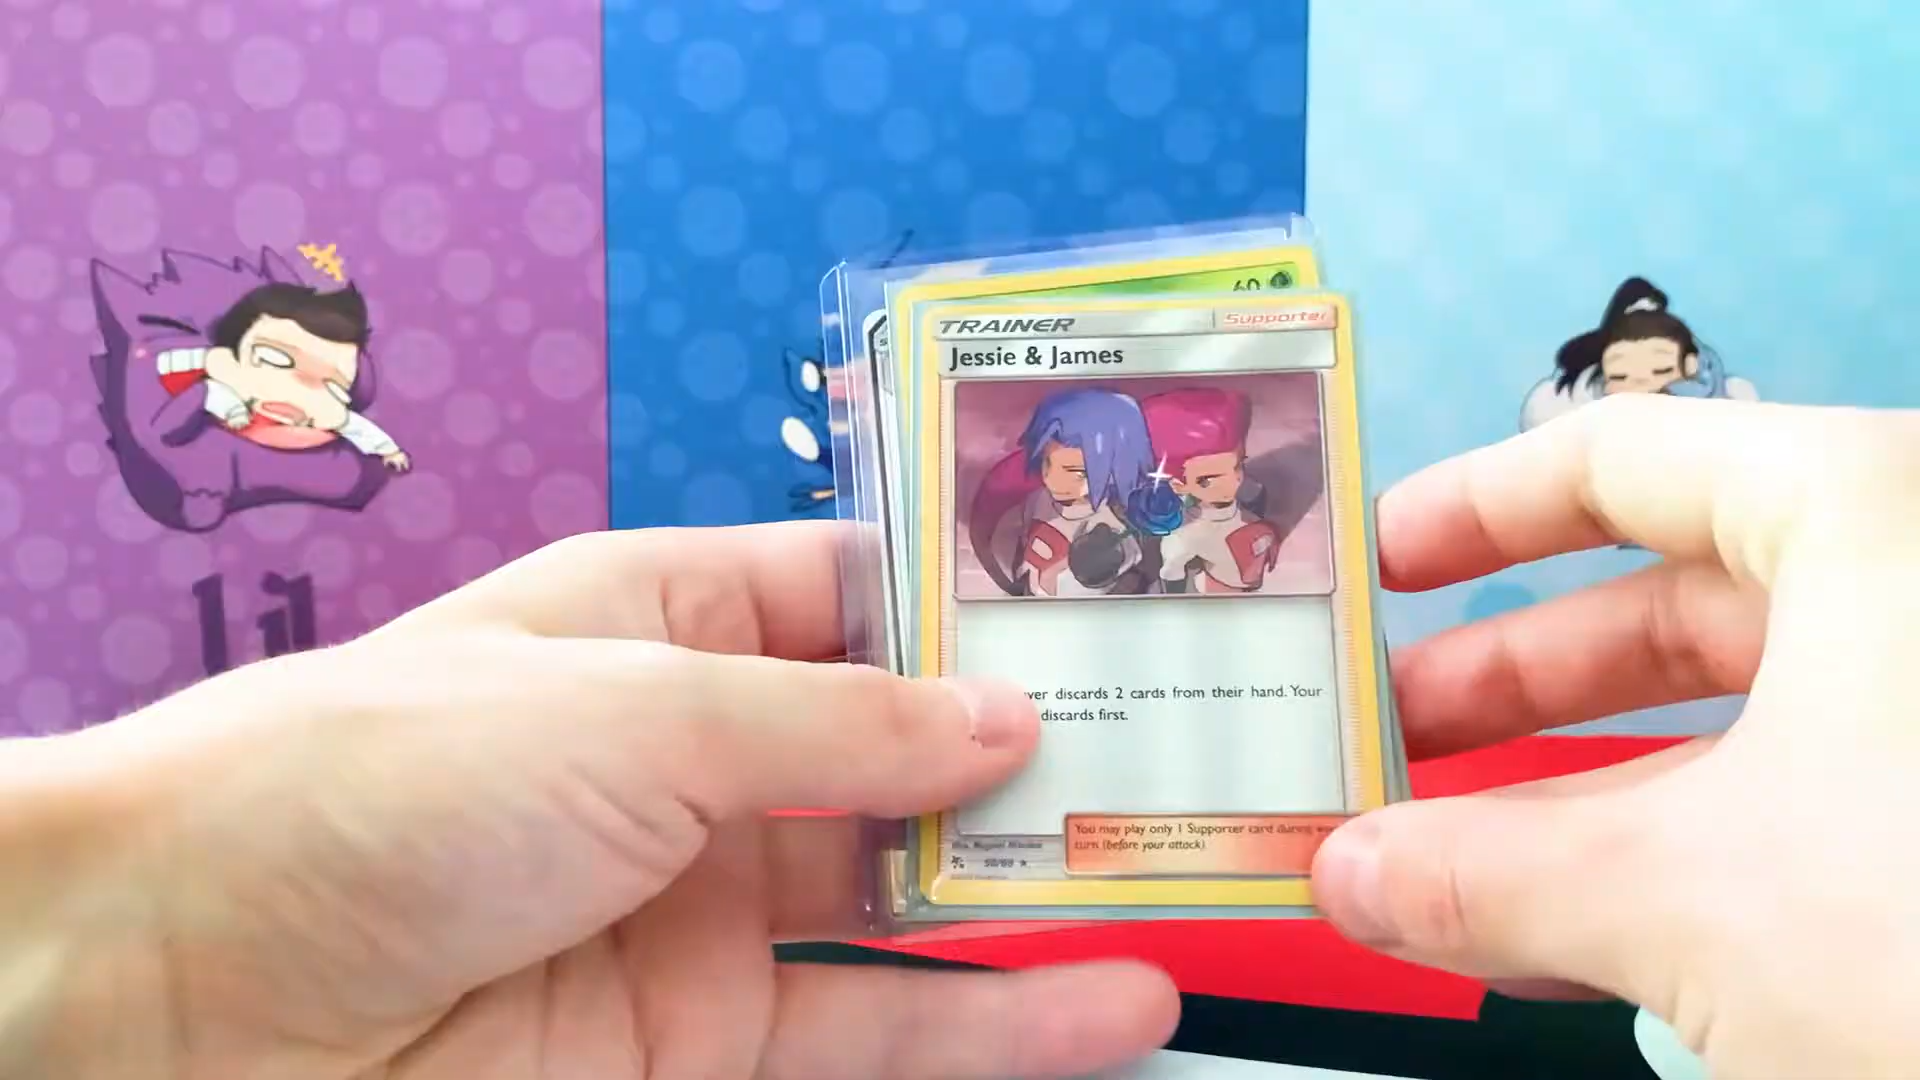 Lil
60
TRAINER
Supporter
Jessie & James
discards 2 cards from their hand. Your
discards first.
You may play only 1 Supporter card during
turn (before your attack)